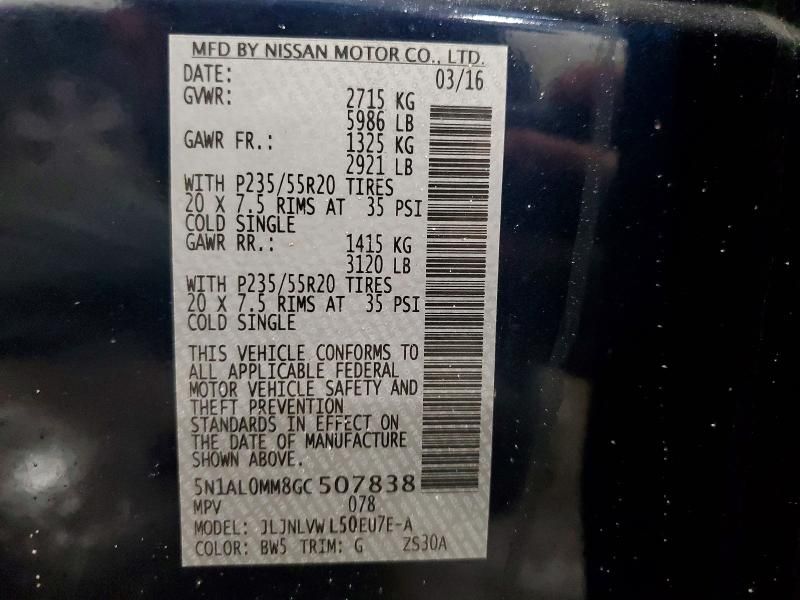 MFD BY NISSAN MOTOR CO., LTD.
DATE: 03/16
GVWR: 2715 KG
5986 LB
GAWR FR.: 1325 KG
2921 LB
WITH P235/55R20 TIRES
20 X 7.5 RIMS AT 35 PSI
COLD SINGLE
GAWR RR.: 1415 KG
3120 LB
WITH P235/55R20 TIRES
20 X 7.5 RIMS AT 35 PSI
COLD SINGLE
THIS VEHICLE CONFORMS TO
ALL APPLICABLE FEDERAL
MOTOR VEHICLE SAFETY AND
THEFT PREVENTION
STANDARDS IN EFFECT ON
THE DATE OF MANUFACTURE
SHOWN ABOVE.
5N1AL0MM8GC 507838
MPV 078
MODEL: JLJNLVW L50EU7E-A
COLOR: BW5 TRIM: G ZS30A